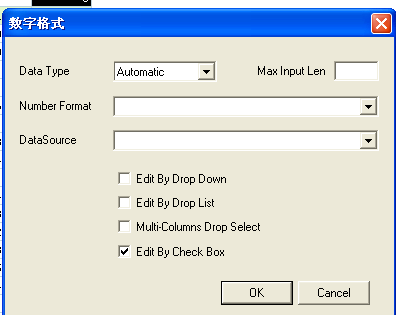 数字格式
Data Type Automatic Max Input Len
Number Format
DataSource
Edit By Drop Down
Edit By Drop List
Multi-Columns Drop Select
Edit By Check Box
OK Cancel